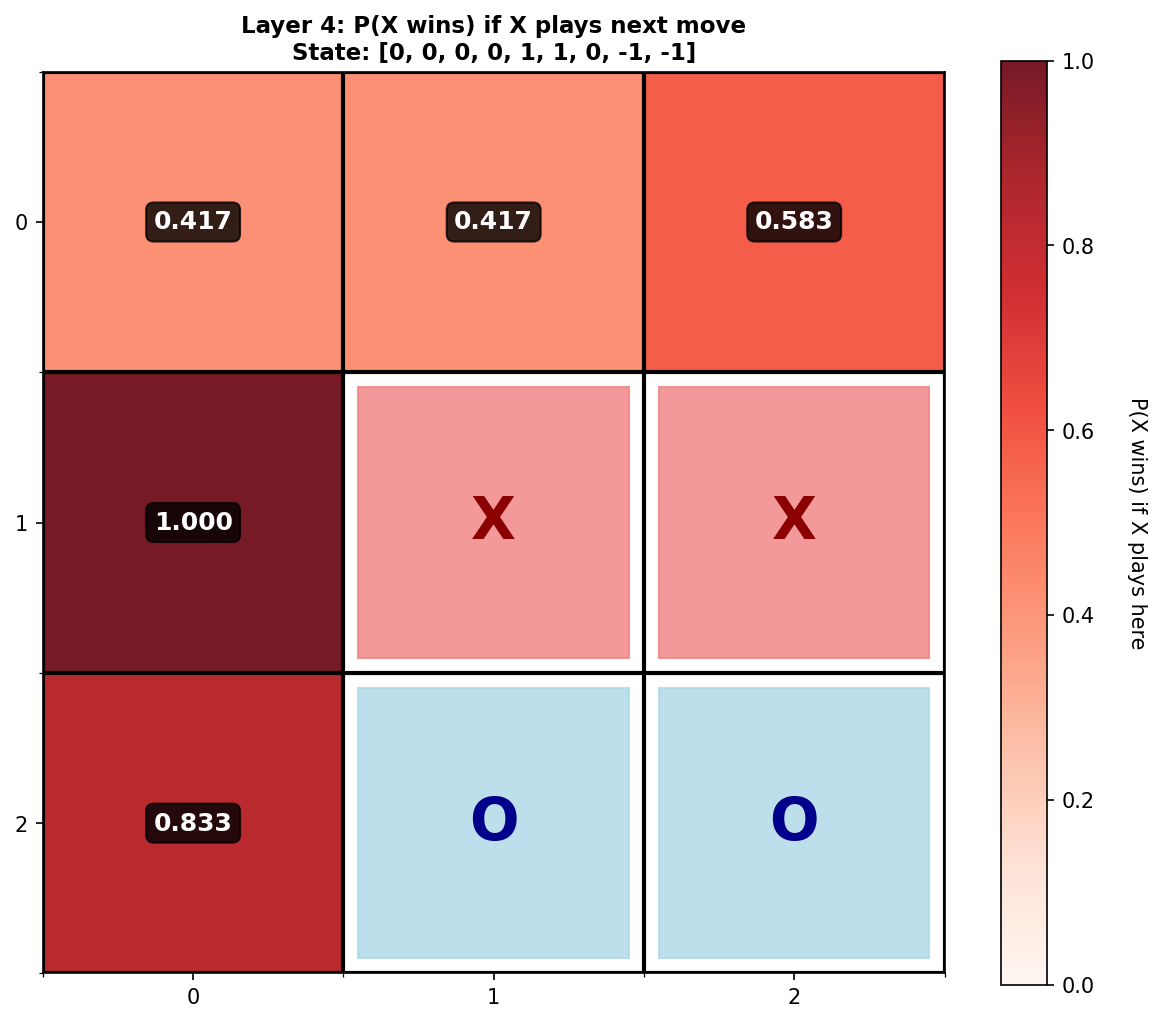 Layer 4: P(X wins) if X plays next move
State: [0, 0, 0, 0, 1, 1, 0, -1, -1]
0
0.417
0.417
0.583
1
1.000
X
X
2
0.833
O
O
0
1
2
1.0
0.8
0.6
0.4
0.2
0.0
P(X wins) if X plays here